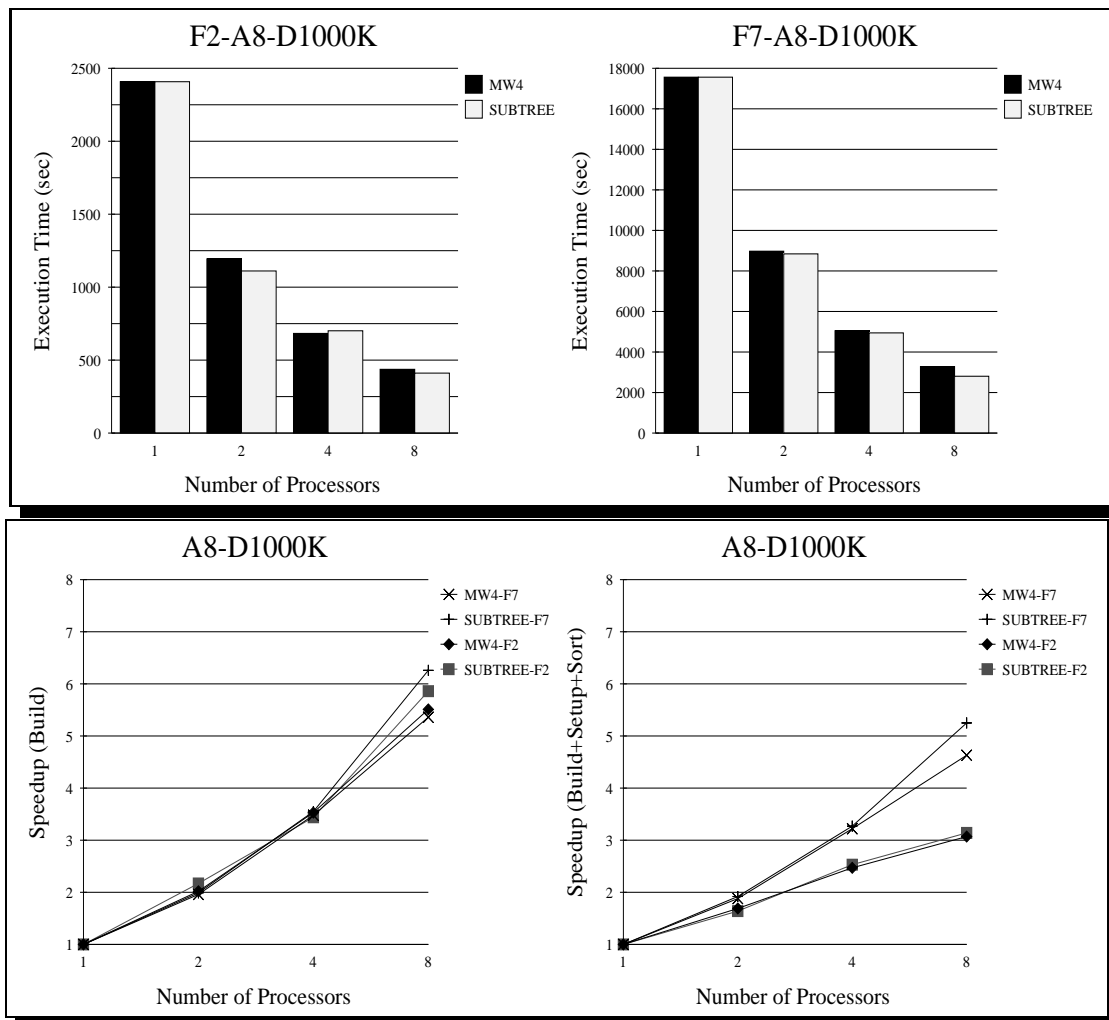 F2-A8-D1000K
2500
2000
1500
1000
500
0
Execution Time (sec)
1 2 4 8
Number of Processors
MW4
SUBTREE
F7-A8-D1000K
18000
16000
14000
12000
10000
8000
6000
4000
2000
0
Execution Time (sec)
1 2 4 8
Number of Processors
MW4
SUBTREE
A8-D1000K
8
7
6
5
4
3
2
1
Speedup (Build)
1 2 4 8
Number of Processors
MW4-F7
SUBTREE-F7
MW4-F2
SUBTREE-F2
A8-D1000K
8
7
6
5
4
3
2
1
Speedup (Build+Setup+Sort)
1 2 4 8
Number of Processors
MW4-F7
SUBTREE-F7
MW4-F2
SUBTREE-F2